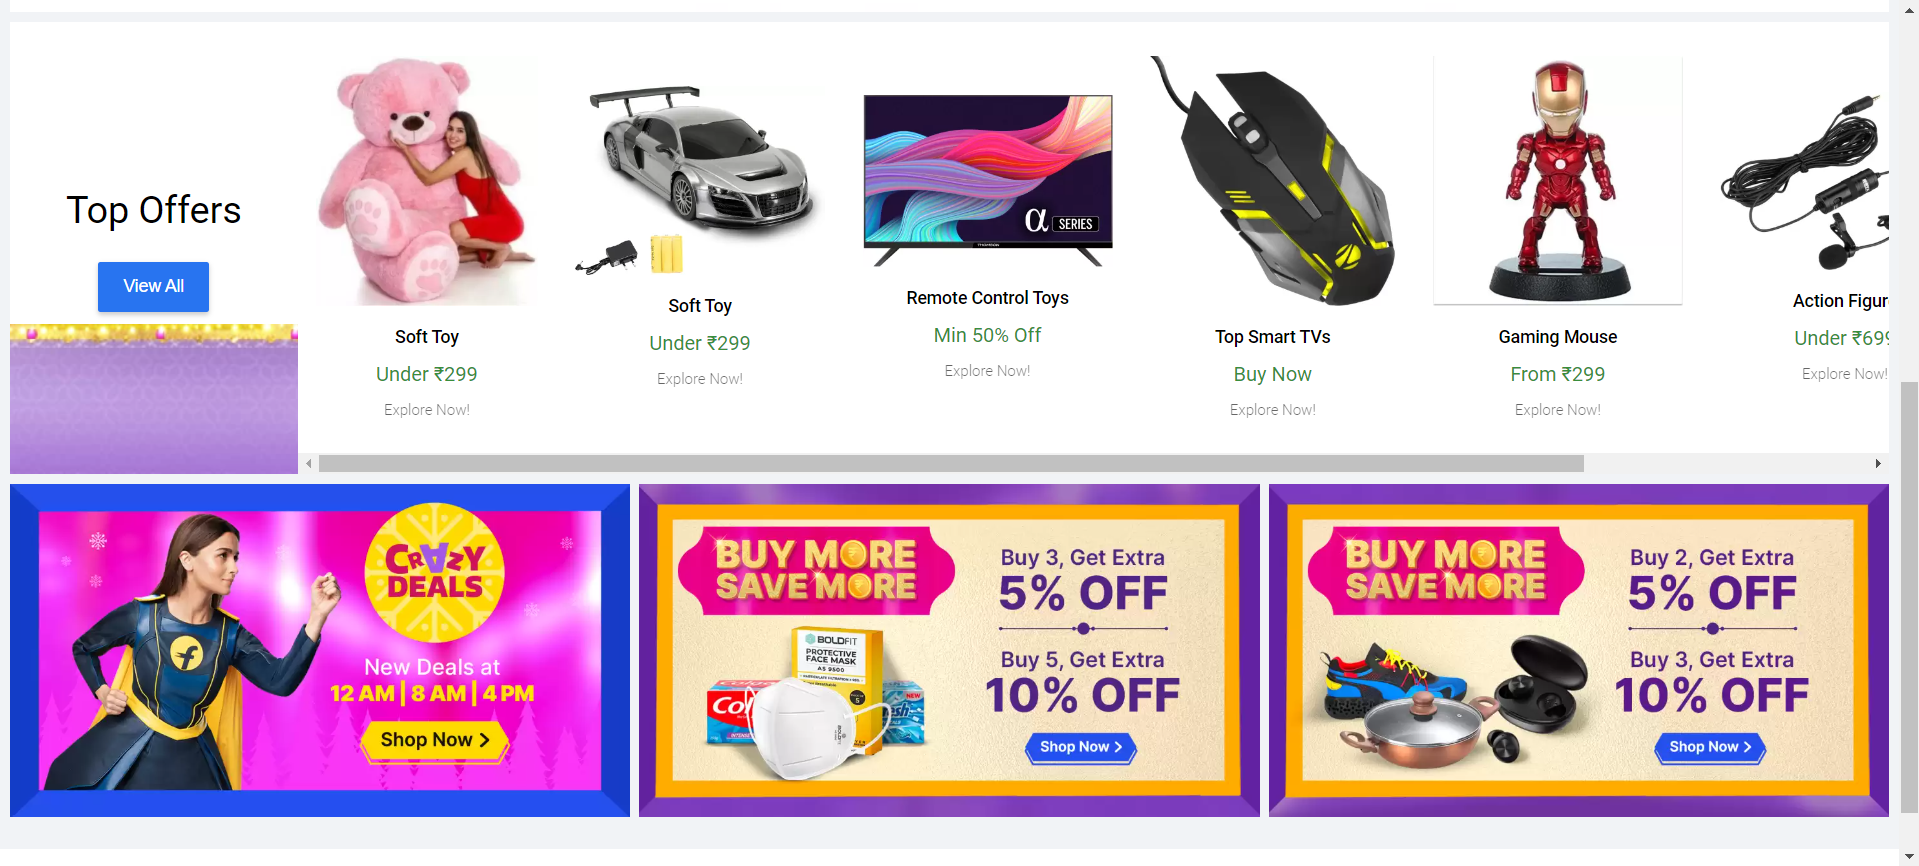 Top Offers
View All
Soft Toy
Under ₹299
Explore Now!
Soft Toy
Under ₹299
Explore Now!
α SERIES
THOMSON
Remote Control Toys
Min 50% Off
Explore Now!
Top Smart TVs
Buy Now
Explore Now!
Gaming Mouse
From ₹299
Explore Now!
Action Figur
Under ₹699
Explore Now!
CRAZY
DEALS
New Deals at
12 AM | 8 AM | 4 PM
Shop Now
BUY MORE
SAVE MORE
BOLDFIT
PROTECTIVE
FACE MASK
AS 9500
NEW
Buy 3, Get Extra
5% OFF
Buy 5, Get Extra
10% OFF
Shop Now
BUY MORE
SAVE MORE
Buy 2, Get Extra
5% OFF
Buy 3, Get Extra
10% OFF
Shop Now